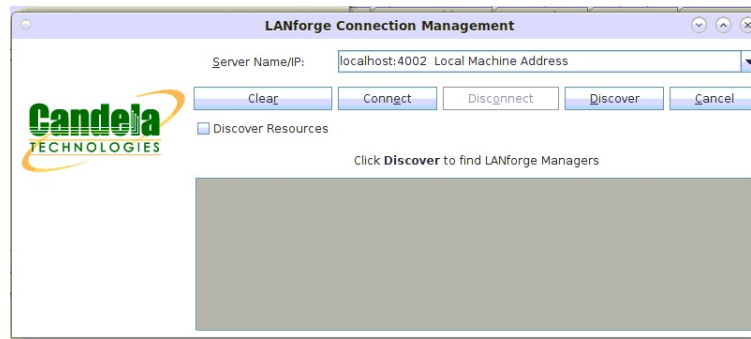 LANforge Connection Management
Server Name/IP: localhost:4002 Local Machine Address
Clear Connect Disconnect Discover Cancel
Candela
TECHNOLOGIES
Discover Resources
Click Discover to find LANforge Managers